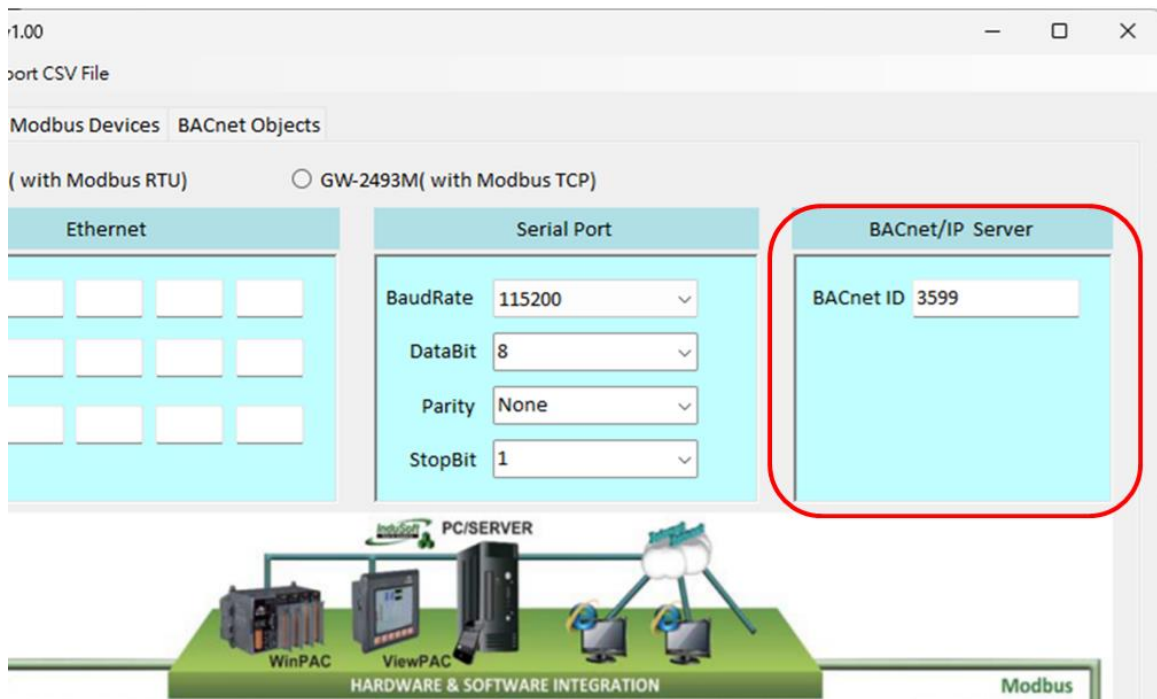 v1.00
port CSV File
Modbus Devices BACnet Objects
( with Modbus RTU) GW-2493M( with Modbus TCP)
Ethernet Serial Port BACnet/IP Server
BaudRate 115200 BACnet ID 3599
DataBit 8
Parity None
StopBit 1
InduSoft PC/SERVER
WinPAC ViewPAC
HARDWARE & SOFTWARE INTEGRATION Modbus